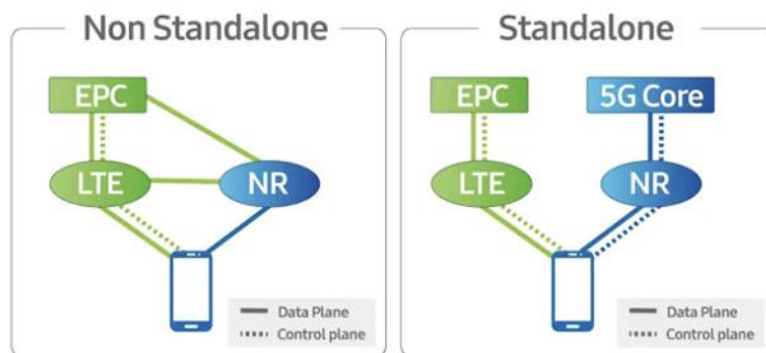 Non Standalone
EPC
LTE
NR
Data Plane
Control plane
Standalone
EPC
5G Core
LTE
NR
Data Plane
Control plane